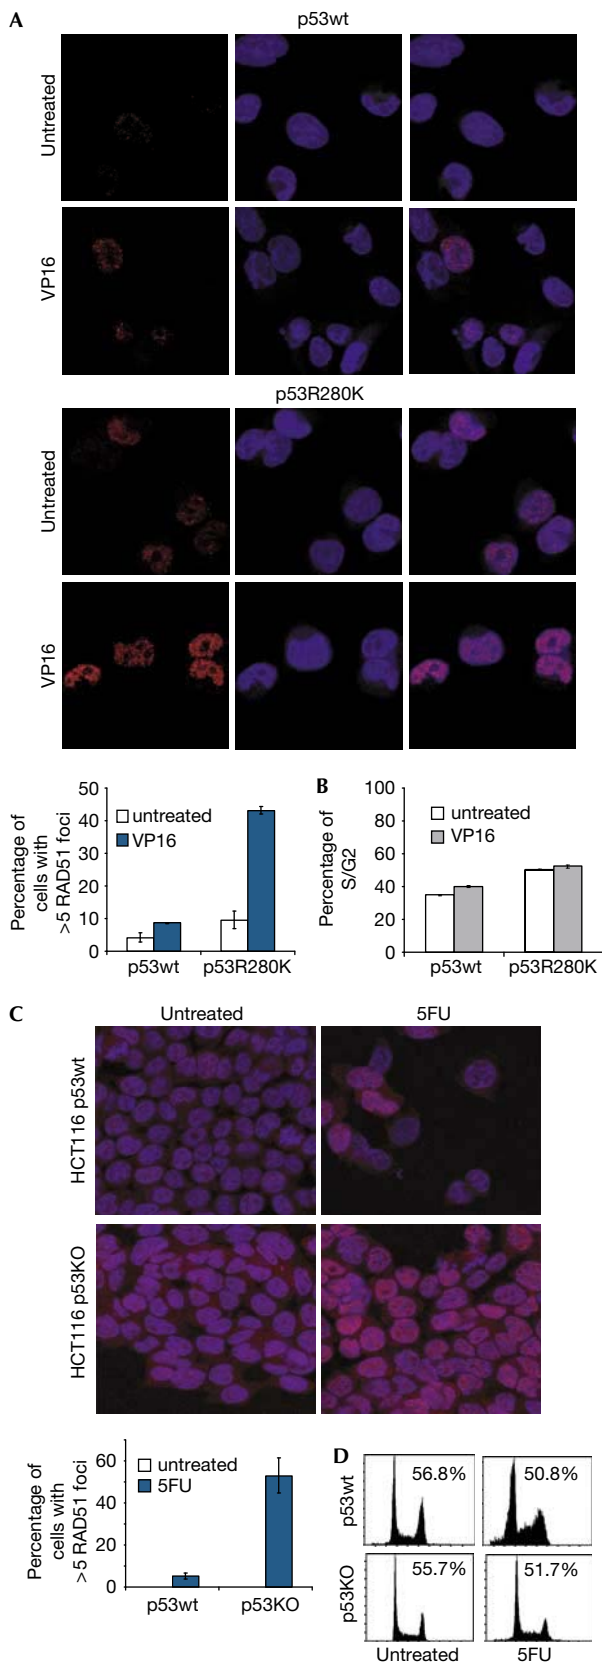 A
p53wt
Untreated
VP16
p53R280K
Untreated
VP16
Percentage of
cells with
>5 RAD51 foci
50
40
30
20
10
0
untreated
VP16
p53wt
p53R280K
B
Percentage of
S/G2
100
80
60
40
20
0
untreated
VP16
p53wt
p53R280K
C
Untreated
5FU
HCT116 p53wt
HCT116 p53KO
Percentage of
cells with
>5 RAD51 foci
60
40
20
0
untreated
5FU
p53wt
p53KO
D
p53wt
56.8%
50.8%
p53KO
55.7%
51.7%
Untreated
5FU